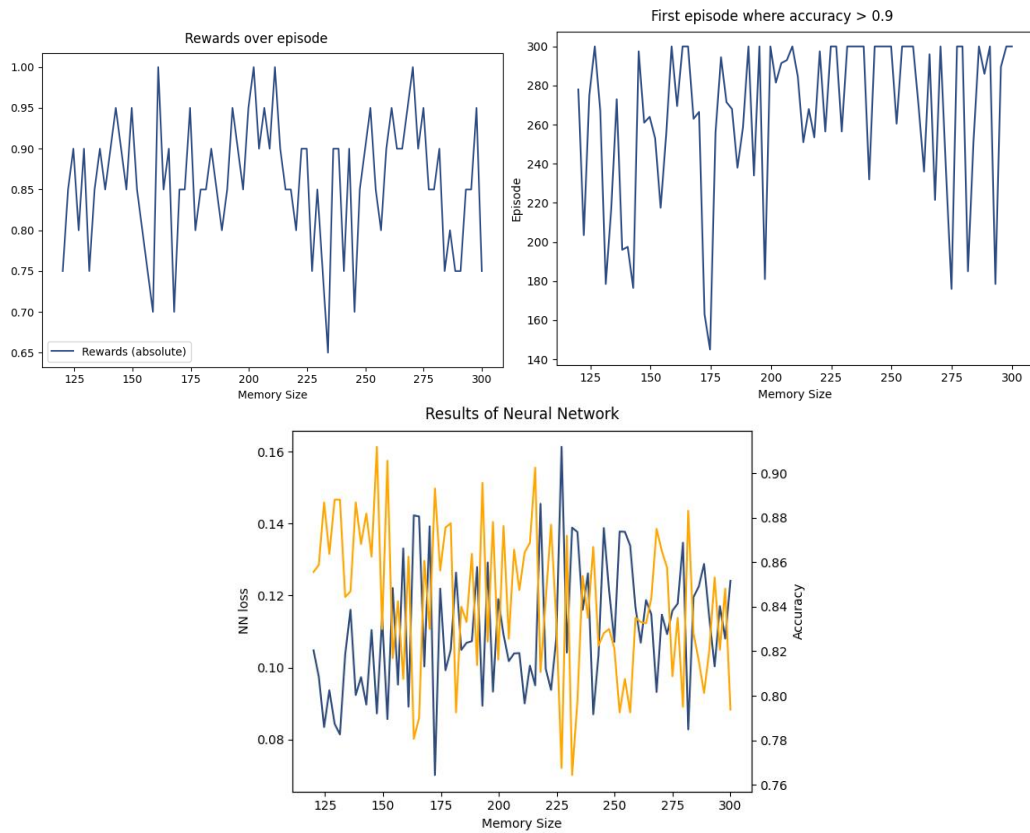 Rewards over episode
1.00
0.95
0.90
0.85
0.80
0.75
0.70
0.65
Rewards (absolute)
125 150 175 200 225 250 275 300
Memory Size
First episode where accuracy > 0.9
300
280
260
240
220
200
180
160
140
Episode
125 150 175 200 225 250 275 300
Memory Size
Results of Neural Network
0.16
0.14
0.12
0.10
0.08
NN loss
0.90
0.88
0.86
0.84
0.82
0.80
0.78
0.76
Accuracy
125 150 175 200 225 250 275 300
Memory Size